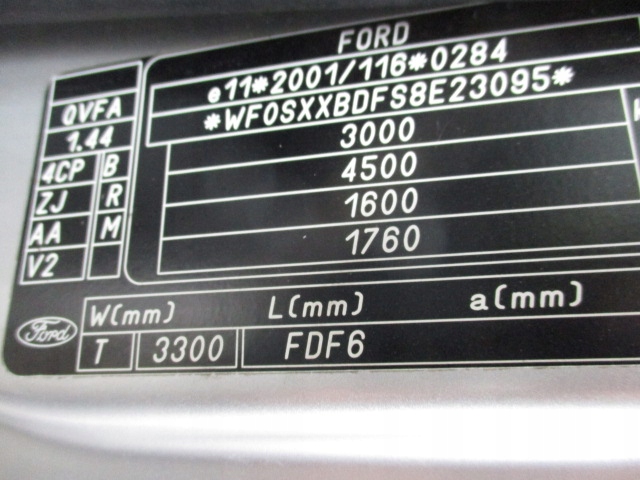 FORD
e11*2001/116*0284
*WF0SXXBDFS8E23095*
3000
4500
1600
1760
QVFA
1.44
4CP B
ZJ R
AA M
V2
W(mm) L(mm) a(mm)
Ford
T 3300 FDF6